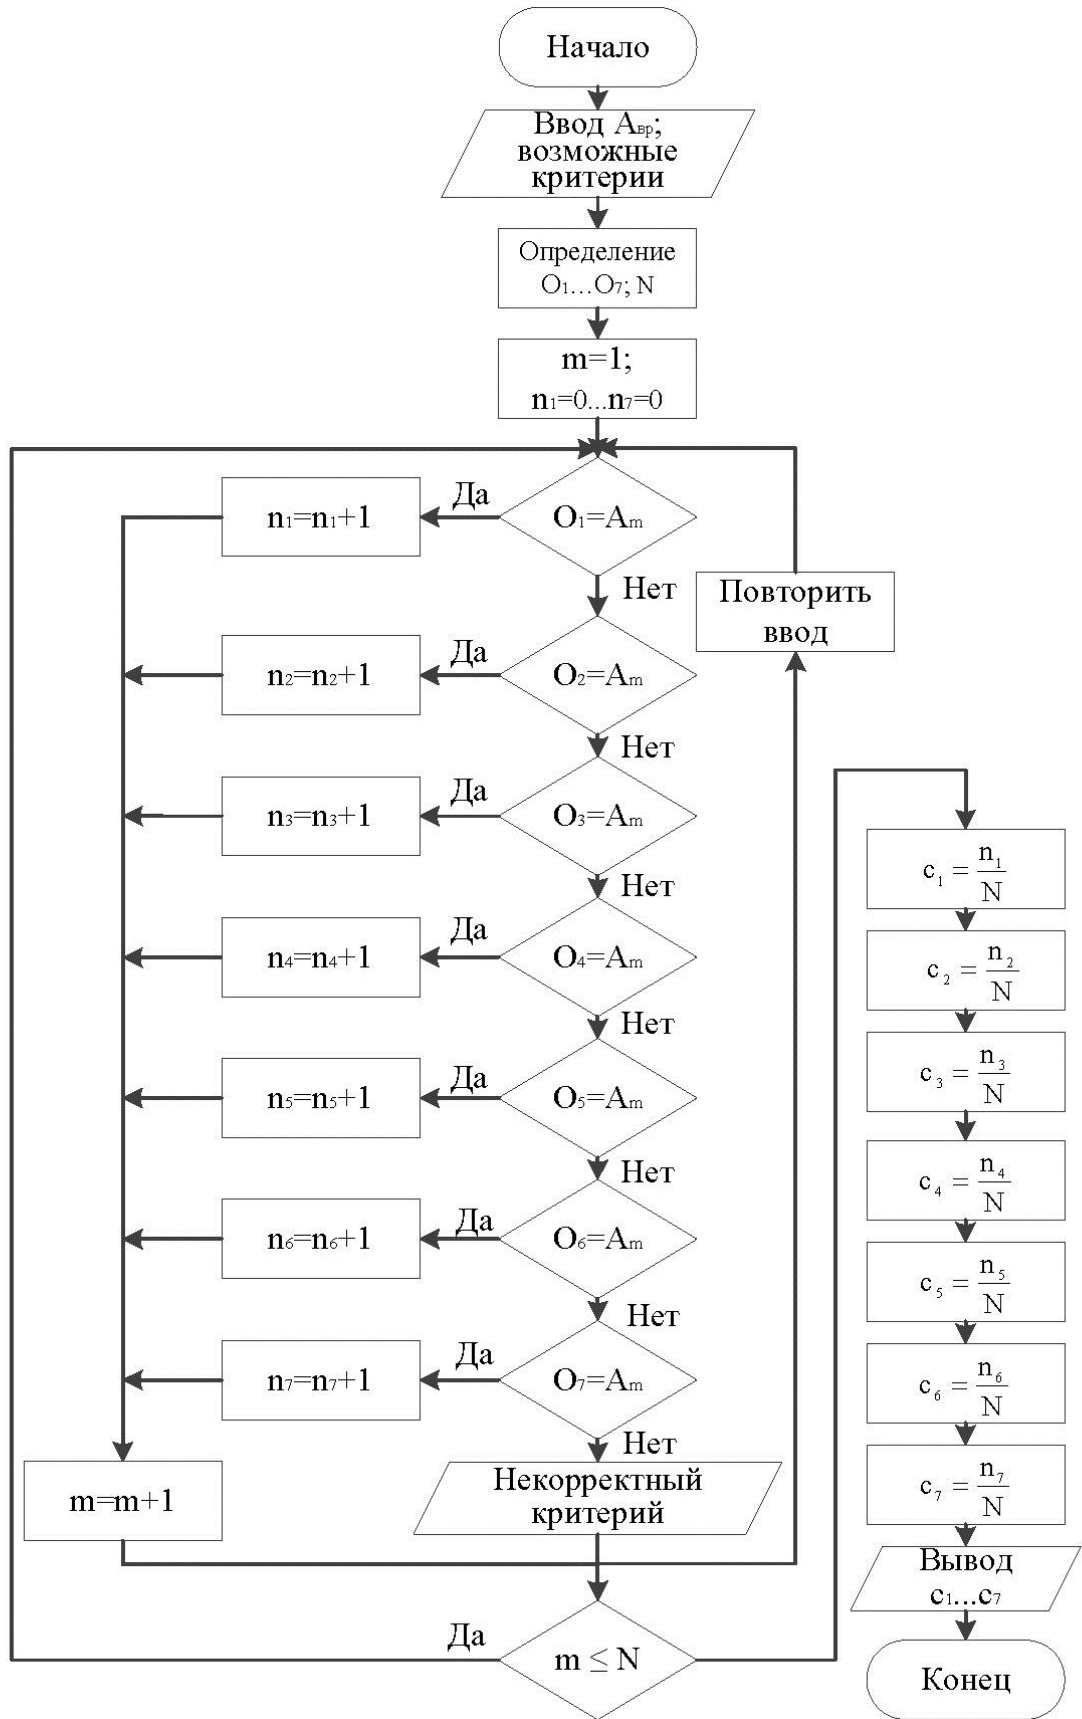 Начало
Ввод Aвр;
возможные
критерии
Определение
O1...O7; N
m=1;
n1=0...n7=0
O1=Am
Да
n1=n1+1
Нет
Повторить
ввод
O2=Am
Да
n2=n2+1
Нет
O3=Am
Да
n3=n3+1
Нет
O4=Am
Да
n4=n4+1
Нет
O5=Am
Да
n5=n5+1
Нет
O6=Am
Да
n6=n6+1
Нет
O7=Am
Да
n7=n7+1
Нет
Некорректный
критерий
m=m+1
m ≤ N
Да
c1 = n1/N
c2 = n2/N
c3 = n3/N
c4 = n4/N
c5 = n5/N
c6 = n6/N
c7 = n7/N
Вывод
c1...c7
Конец